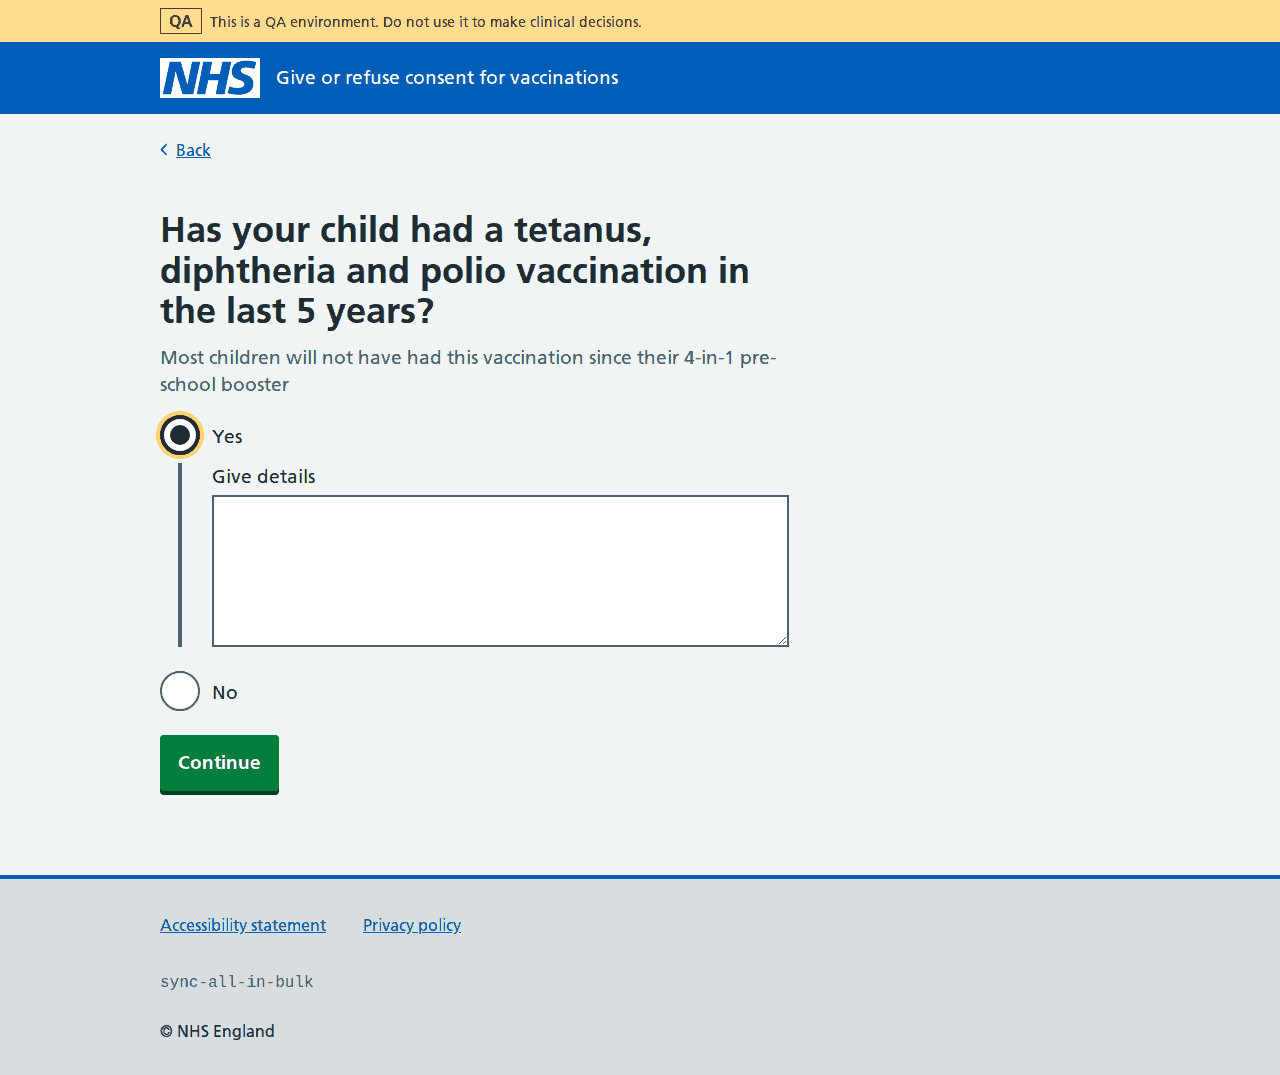 QA This is a QA environment. Do not use it to make clinical decisions.
NHS Give or refuse consent for vaccinations
Back
Has your child had a tetanus,
diphtheria and polio vaccination in
the last 5 years?
Most children will not have had this vaccination since their 4-in-1 pre-
school booster
Yes
Give details
No
Continue
Accessibility statement Privacy policy
sync-all-in-bulk
© NHS England